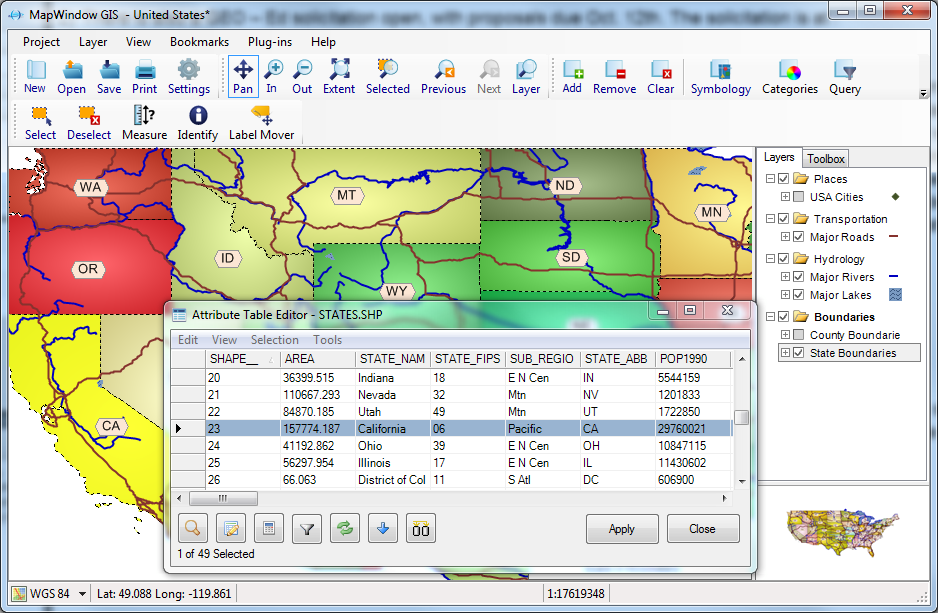 MapWindow GIS - United States*
Project Layer View Bookmarks Plug-ins Help
New Open Save Print Settings Pan In Out Extent Selected Previous Next Layer Add Remove Clear Symbology Categories Query
Select Deselect Measure Identify Label Mover
WA
MT
ND
MN
OR
ID
SD
WY
CA
Layers Toolbox
Places
USA Cities
Transportation
Major Roads
Hydrology
Major Rivers
Major Lakes
Boundaries
County Boundarie
State Boundaries
Attribute Table Editor - STATES.SHP
Edit View Selection Tools
SHAPE__ AREA STATE_NAM STATE_FIPS SUB_REGIO STATE_ABB POP1990
20 36399.515 Indiana 18 E N Cen IN 5544159
21 110667.293 Nevada 32 Mtn NV 1201833
22 84870.185 Utah 49 Mtn UT 1722850
23 157774.187 California 06 Pacific CA 29760021
24 41192.862 Ohio 39 E N Cen OH 10847115
25 56297.954 Illinois 17 E N Cen IL 11430602
26 66.063 District of Col 11 S Atl DC 606900
Apply Close
1 of 49 Selected
WGS 84 Lat: 49.088 Long: -119.861 1:17619348